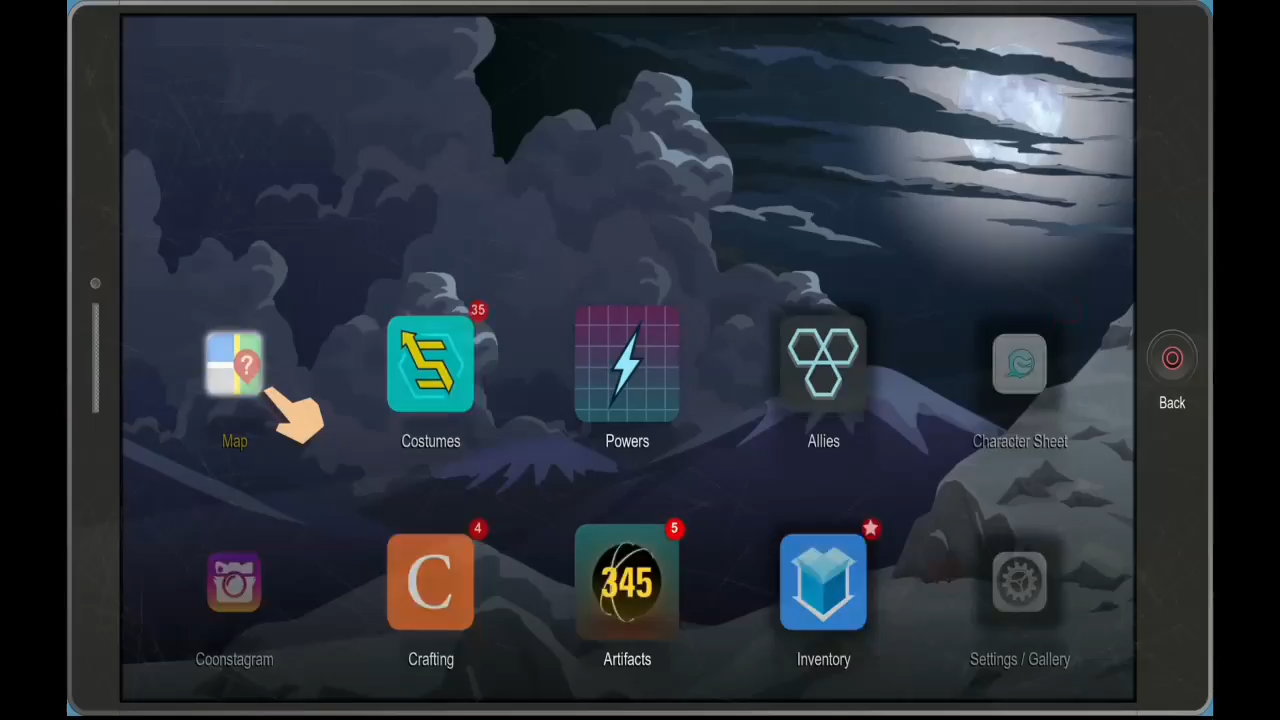 35
?
Map
Costumes
Powers
Allies
Character Sheet
Back
4
5
C
345
Coonstagram
Crafting
Artifacts
Inventory
Settings / Gallery